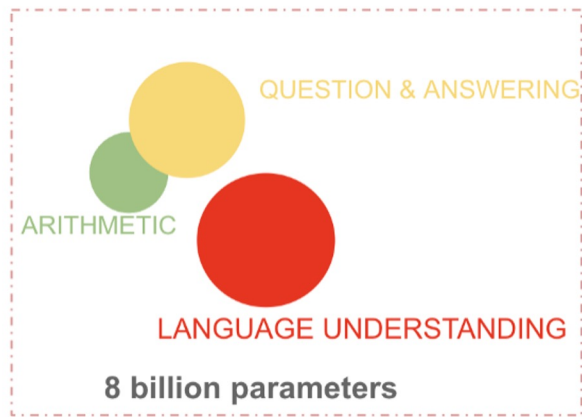 QUESTION & ANSWERING
ARITHMETIC
LANGUAGE UNDERSTANDING
8 billion parameters